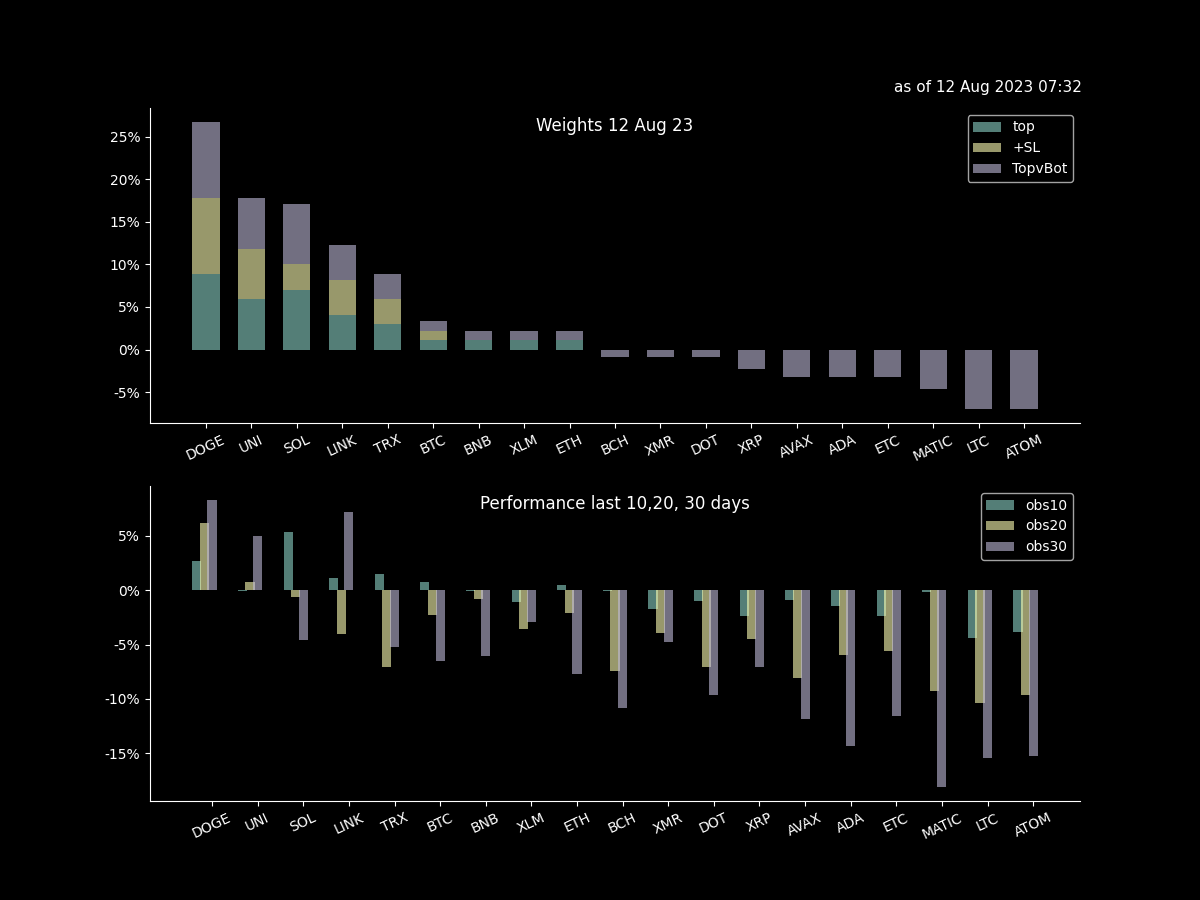 as of 12 Aug 2023 07:32
Weights 12 Aug 23
top
+SL
TopvBot
25%
20%
15%
10%
5%
0%
-5%
DOGE UNI SOL LINK TRX BTC BNB XLM ETH BCH XMR DOT XRP AVAX ADA ETC MATIC LTC ATOM
Performance last 10,20, 30 days
obs10
obs20
obs30
5%
0%
-5%
-10%
-15%
DOGE UNI SOL LINK TRX BTC BNB XLM ETH BCH XMR DOT XRP AVAX ADA ETC MATIC LTC ATOM